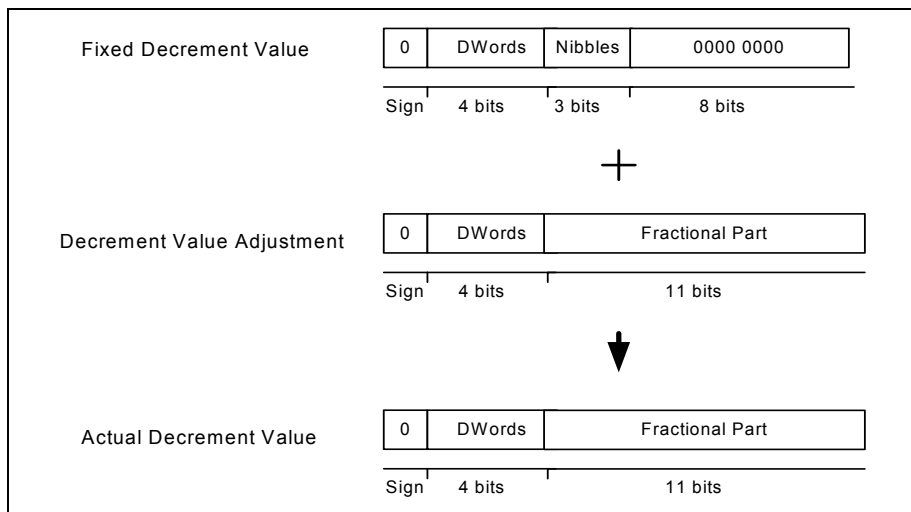 Fixed Decrement Value
0 DWords Nibbles 0000 0000
Sign 4 bits 3 bits 8 bits
+
Decrement Value Adjustment
0 DWords Fractional Part
Sign 4 bits 11 bits
Actual Decrement Value
0 DWords Fractional Part
Sign 4 bits 11 bits